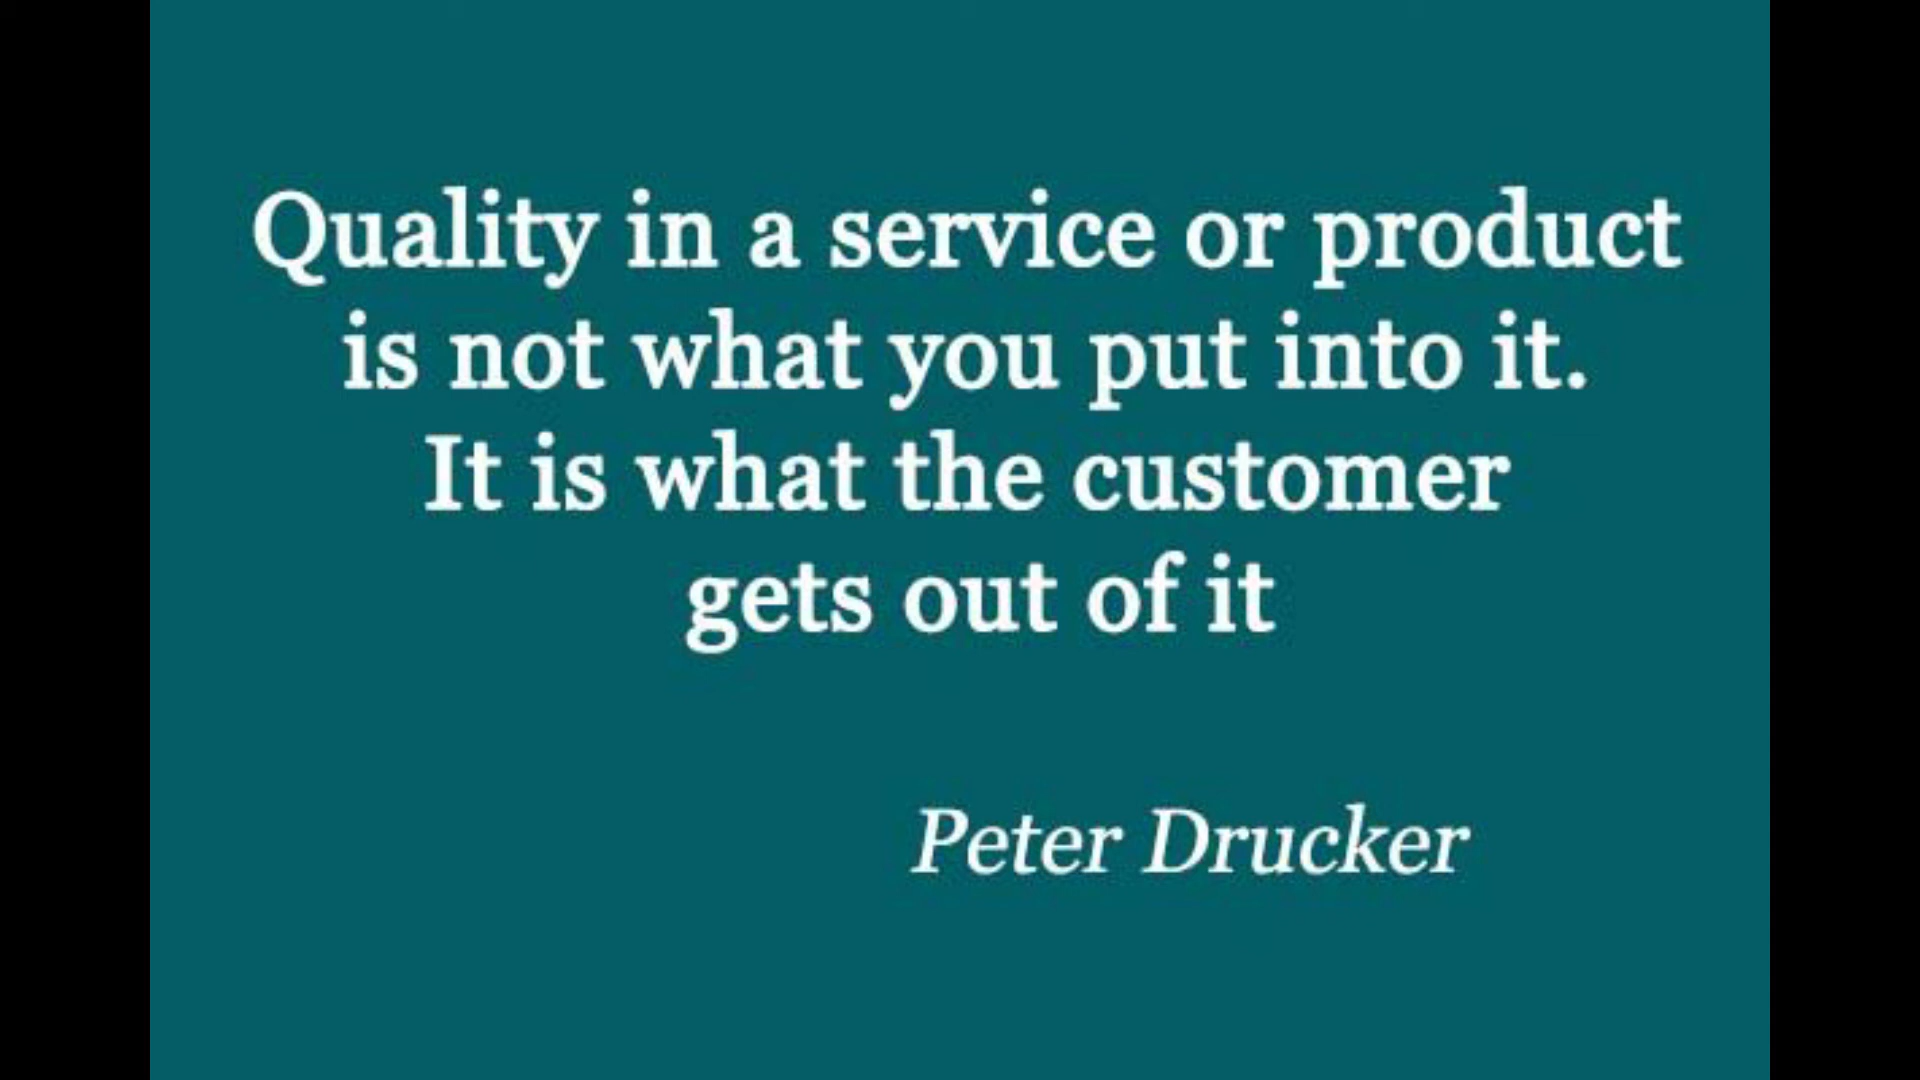 Quality in a service or product
is not what you put into it.
It is what the customer
gets out of it
Peter Drucker